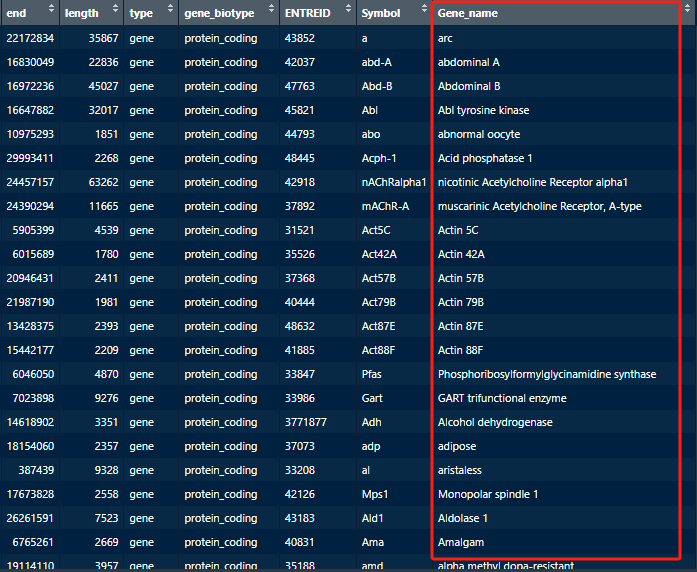 end length type gene_biotype ENTREID Symbol Gene_name
22172834 35867 gene protein_coding 43852 a arc
16830049 22836 gene protein_coding 42037 abd-A abdominal A
16972236 45027 gene protein_coding 47763 Abd-B Abdominal B
16647882 32017 gene protein_coding 45821 Abl Abl tyrosine kinase
10975293 1851 gene protein_coding 44793 abo abnormal oocyte
29993411 2268 gene protein_coding 48445 Acph-1 Acid phosphatase 1
24457157 63262 gene protein_coding 42918 nAChRalpha1 nicotinic Acetylcholine Receptor alpha1
24390294 11665 gene protein_coding 37892 mAChR-A muscarinic Acetylcholine Receptor, A-type
5905399 4539 gene protein_coding 31521 Act5C Actin 5C
6015689 1780 gene protein_coding 35526 Act42A Actin 42A
20946431 2411 gene protein_coding 37368 Act57B Actin 57B
21987190 1981 gene protein_coding 40444 Act79B Actin 79B
13428375 2393 gene protein_coding 48632 Act87E Actin 87E
15442177 2209 gene protein_coding 41885 Act88F Actin 88F
6046050 4870 gene protein_coding 33847 Pfas Phosphoribosylformylglycinamidine synthase
7023898 9276 gene protein_coding 33986 Gart GART trifunctional enzyme
14618902 3351 gene protein_coding 3771877 Adh Alcohol dehydrogenase
18154060 2357 gene protein_coding 37073 adp adipose
387439 9328 gene protein_coding 33208 al aristaless
17673828 2558 gene protein_coding 42126 Mps1 Monopolar spindle 1
26261591 7523 gene protein_coding 43183 Ald1 Aldolase 1
6765261 2669 gene protein_coding 40831 Ama Amalgam
19114110 3957 gene protein_coding 35188 amd alpha methyl dopa-resistant